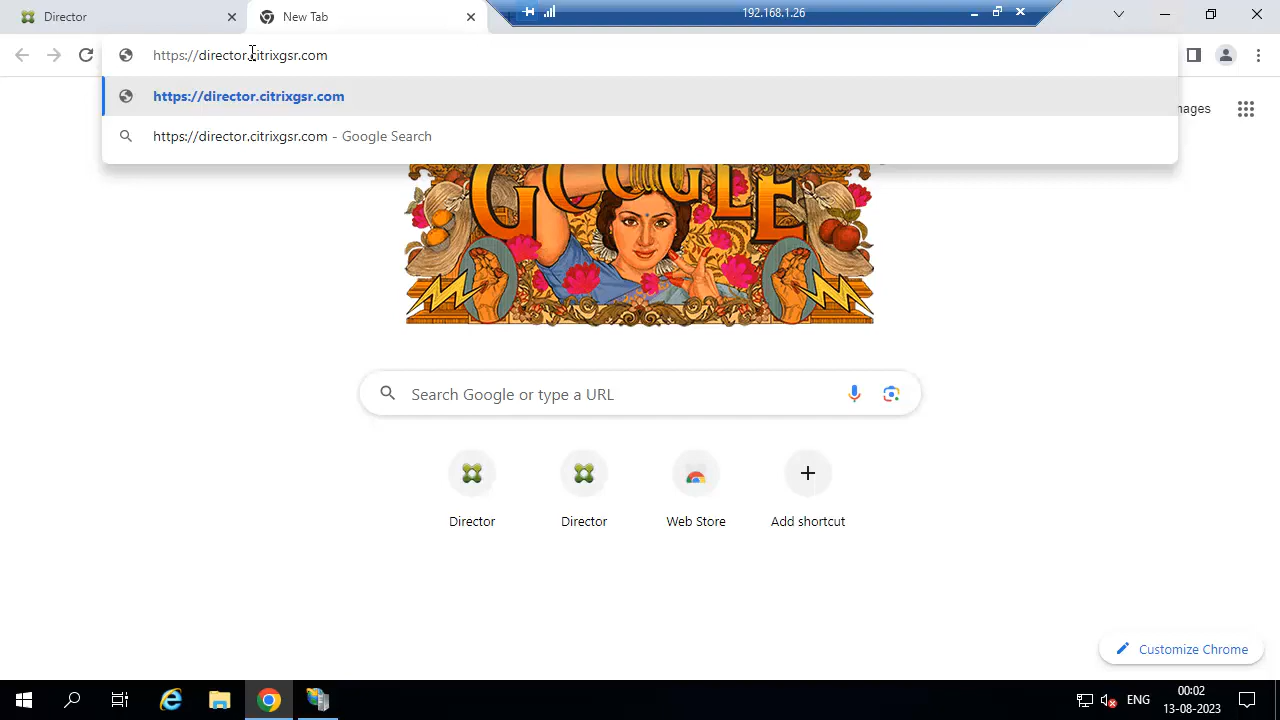 Director
New Tab
192.168.1.26
https://director.citrixgsr.com
https://director.citrixgsr.com
https://director.citrixgsr.com - Google Search
GOOGLE
Search Google or type a URL
Director
Director
Web Store
Add shortcut
Customize Chrome
ENG
00:02
13-08-2023